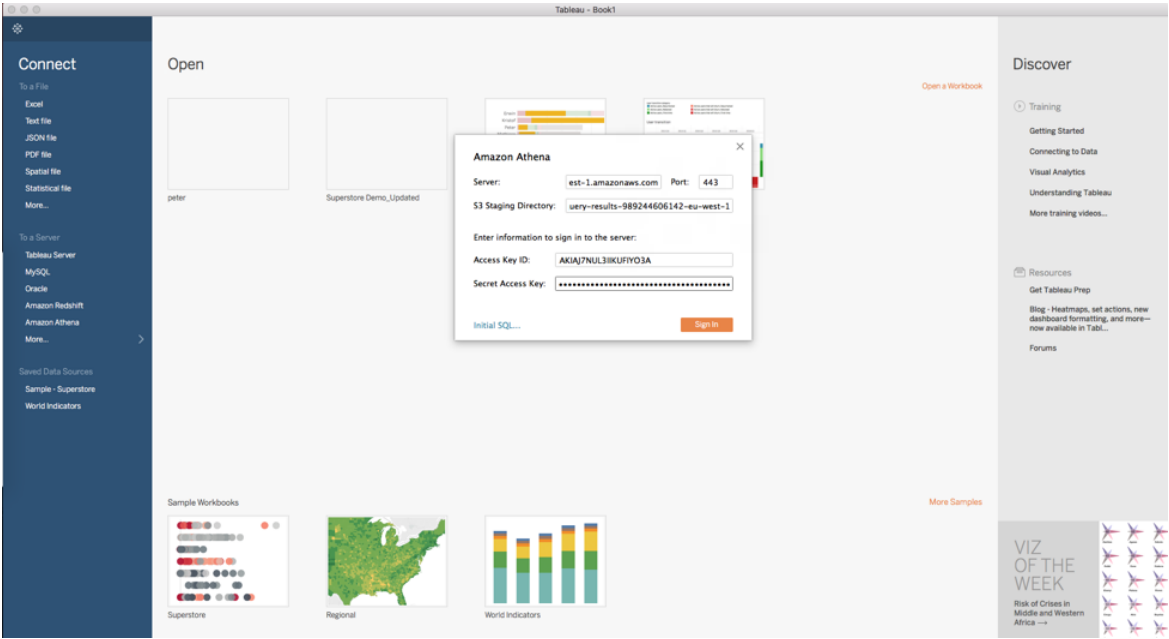 Tableau - Book1
Connect
To a File
Excel
Text file
JSON file
PDF file
Spatial file
Statistical file
More...
To a Server
Tableau Server
MySQL
Oracle
Amazon Redshift
Amazon Athena
More...
Saved Data Sources
Sample - Superstore
World Indicators
Open
Open a Workbook
peter
Superstore Demo_Updated
Amazon Athena
Server: est-1.amazonaws.com Port: 443
S3 Staging Directory: uery-results-989244606142-eu-west-1
Enter information to sign in to the server:
Access Key ID: AKIAJ7NUL3IIKUFIYO3A
Secret Access Key:
Initial SQL...
Sign In
Sample Workbooks
More Samples
Superstore
Regional
World Indicators
Discover
Training
Getting Started
Connecting to Data
Visual Analytics
Understanding Tableau
More training videos...
Resources
Get Tableau Prep
Blog - Heatmaps, set actions, new
dashboard formatting, and more—
now available in Tabl...
Forums
VIZ
OF THE
WEEK
Risk of Crises in
Middle and Western
Africa →